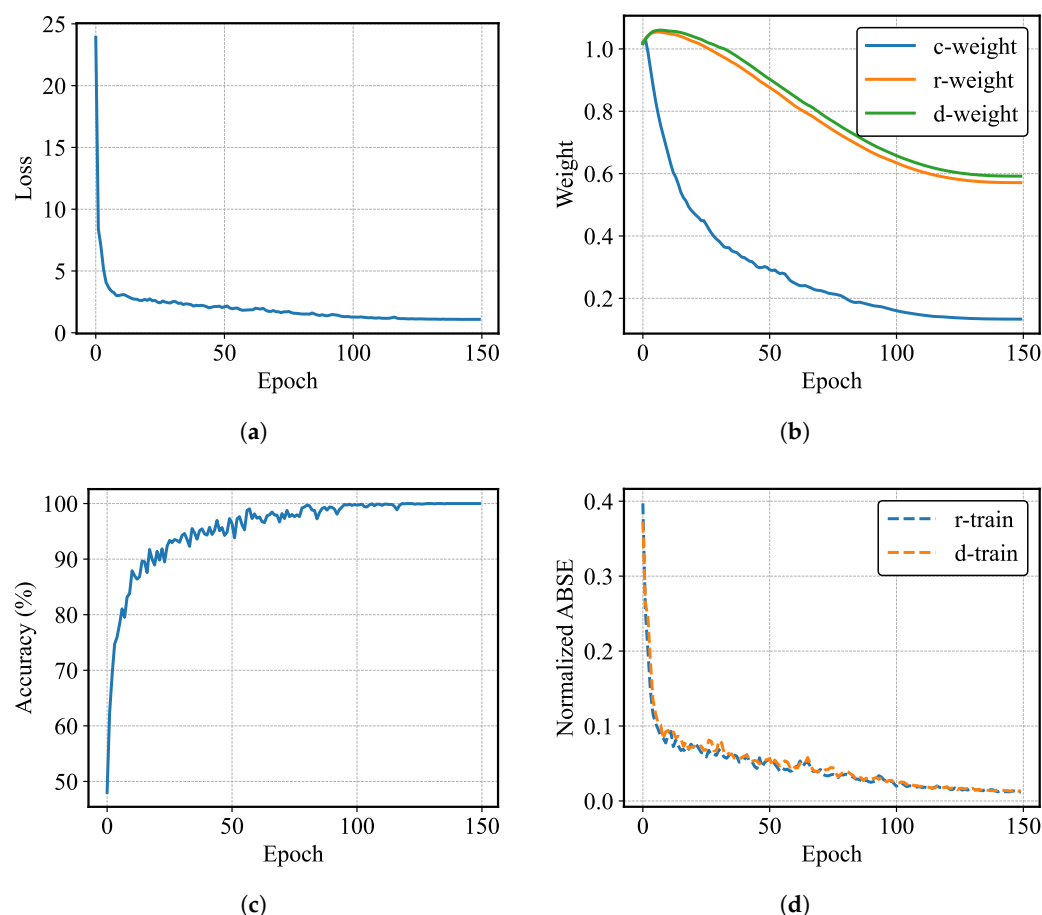 25
20
15
10
5
0
Loss
0 50 100 150
Epoch
(a)
1.0
0.8
0.6
0.4
0.2
Weight
c-weight
r-weight
d-weight
0 50 100 150
Epoch
(b)
100
90
80
70
60
50
Accuracy (%)
0 50 100 150
Epoch
(c)
0.4
0.3
0.2
0.1
0.0
Normalized ABSE
r-train
d-train
0 50 100 150
Epoch
(d)